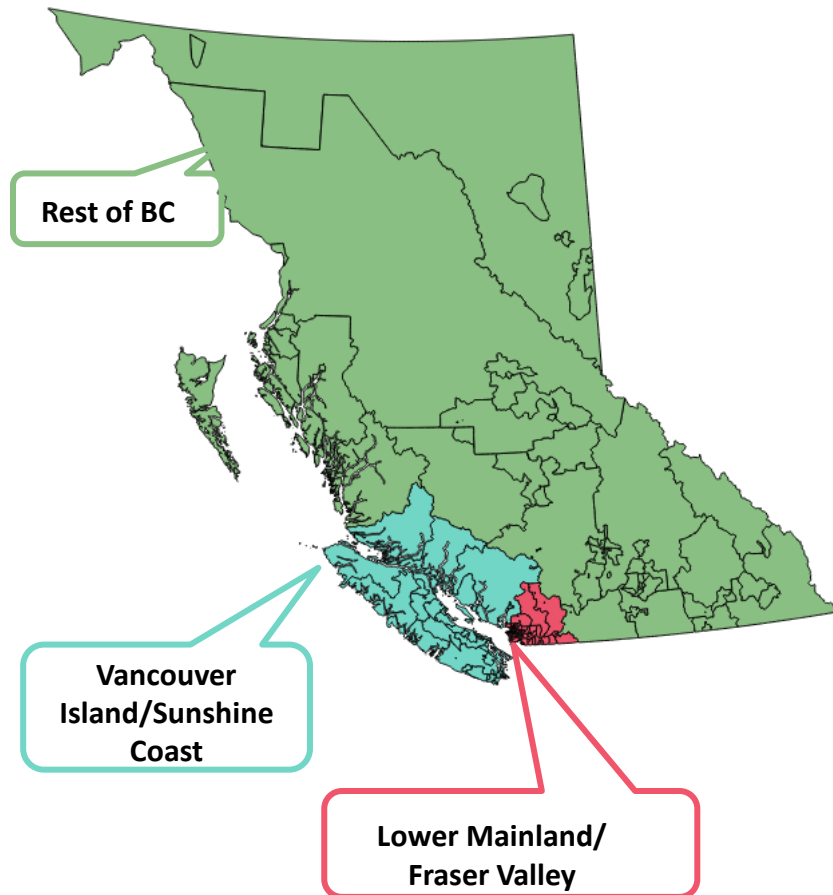 Rest of BC
Vancouver
Island/Sunshine
Coast
Lower Mainland/
Fraser Valley